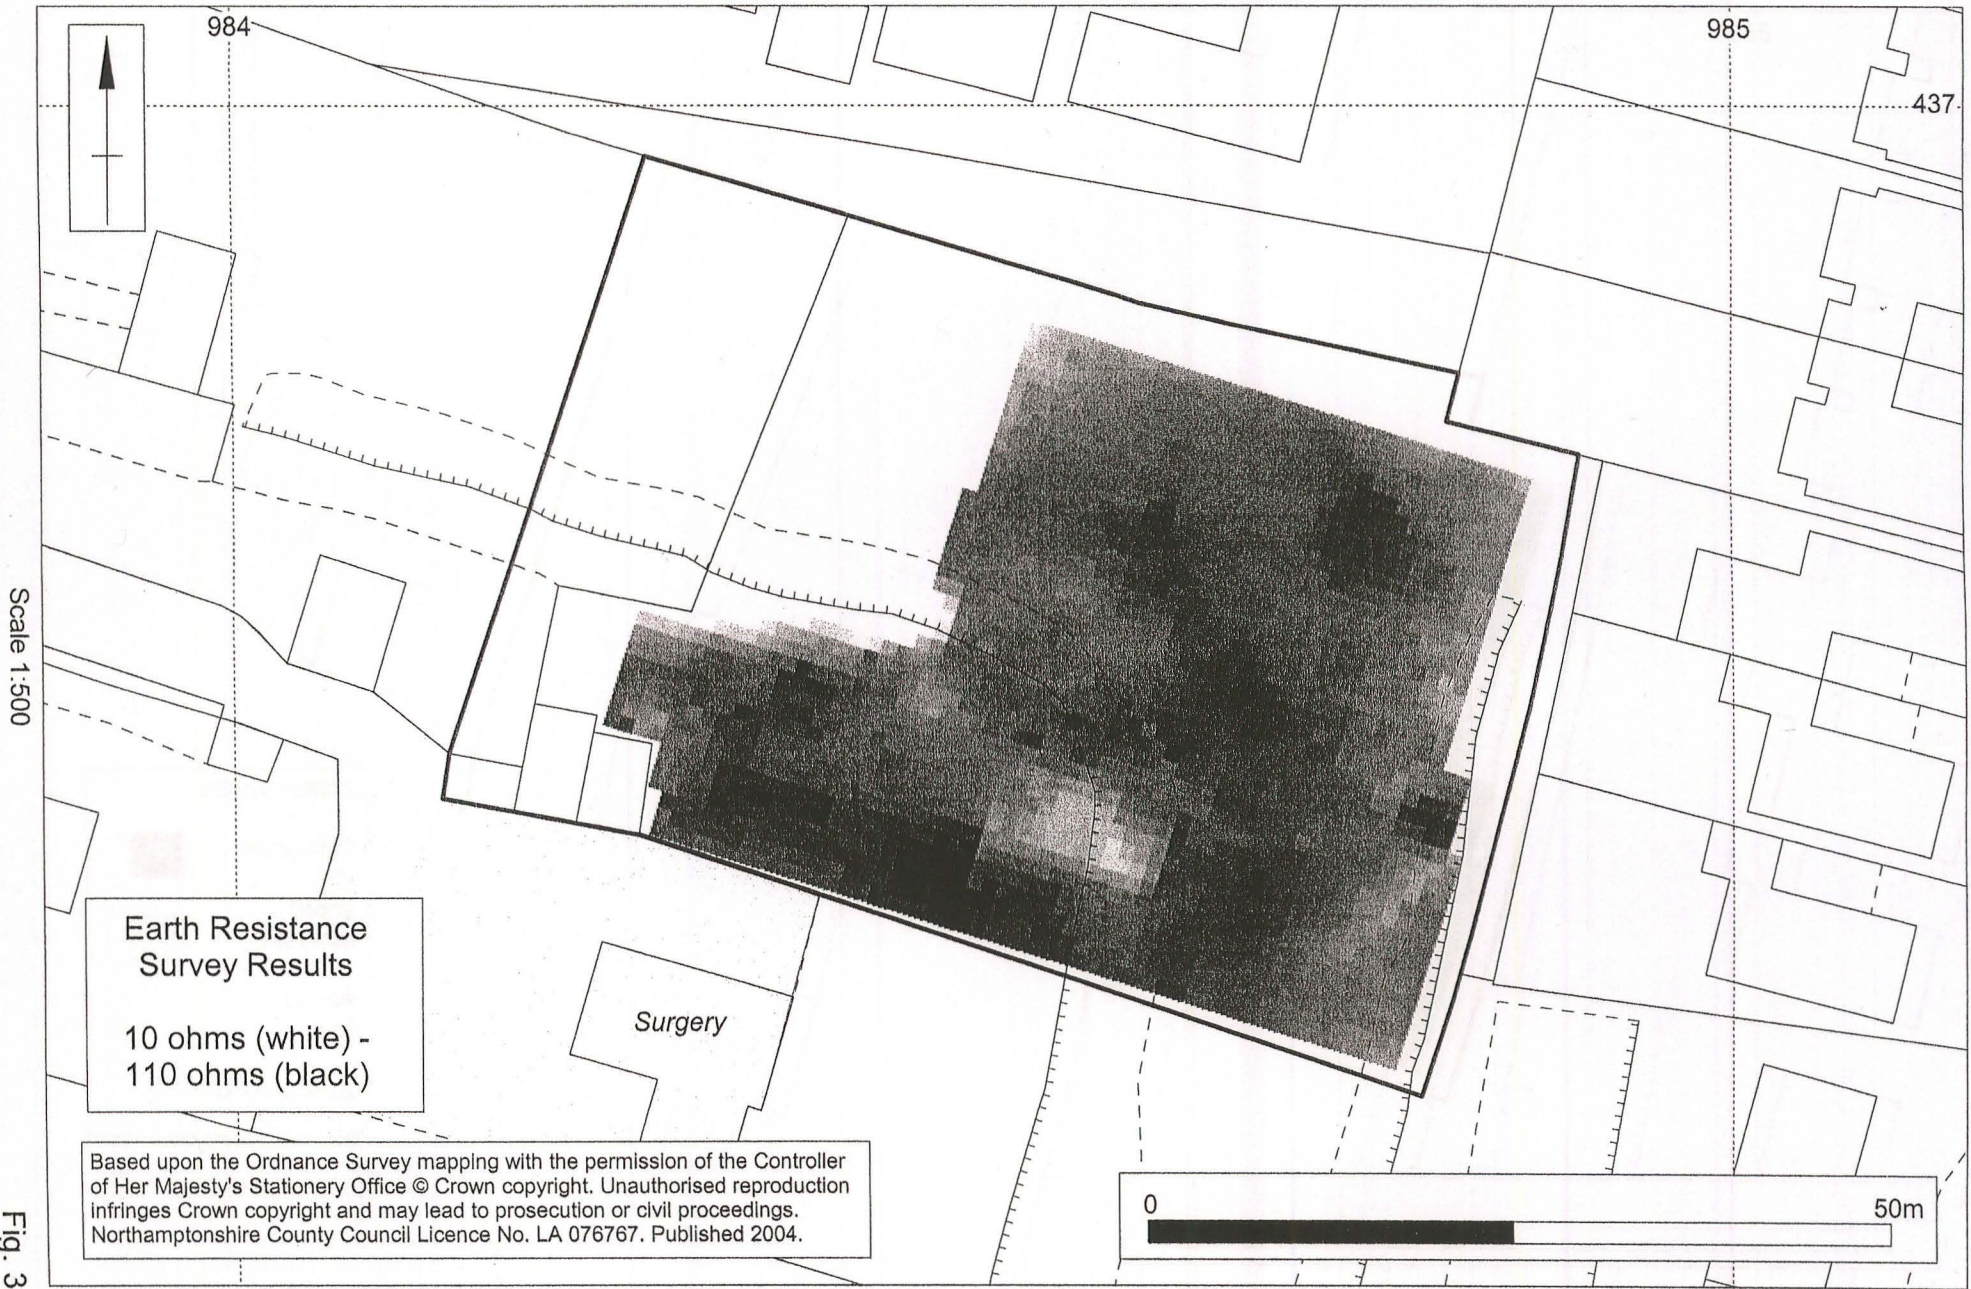 984
985
437
Scale 1:500
Earth Resistance
Survey Results
10 ohms (white) -
110 ohms (black)
Surgery
Based upon the Ordnance Survey mapping with the permission of the Controller
of Her Majesty's Stationery Office © Crown copyright. Unauthorised reproduction
infringes Crown copyright and may lead to prosecution or civil proceedings.
Northamptonshire County Council Licence No. LA 076767. Published 2004.
0
50m
Fig. 3